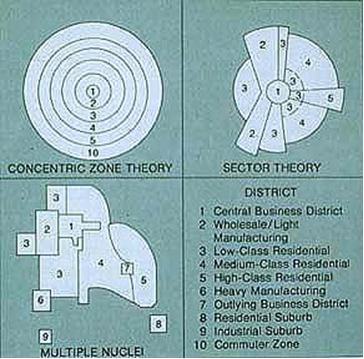 1
2
3
4
5
10
CONCENTRIC ZONE THEORY
2
3
4
3
3
1
3
5
3
2
3
4
SECTOR THEORY
3
2
1
3
3
4
7
5
6
8
9
MULTIPLE NUCLEI
DISTRICT
1 Central Business District
2 Wholesale/Light
Manufacturing
3 Low-Class Residential
4 Medium-Class Residential
5 High-Class Residential
6 Heavy Manufacturing
7 Outlying Business District
8 Residential Suburb
9 Industrial Suburb
10 Commuter Zone